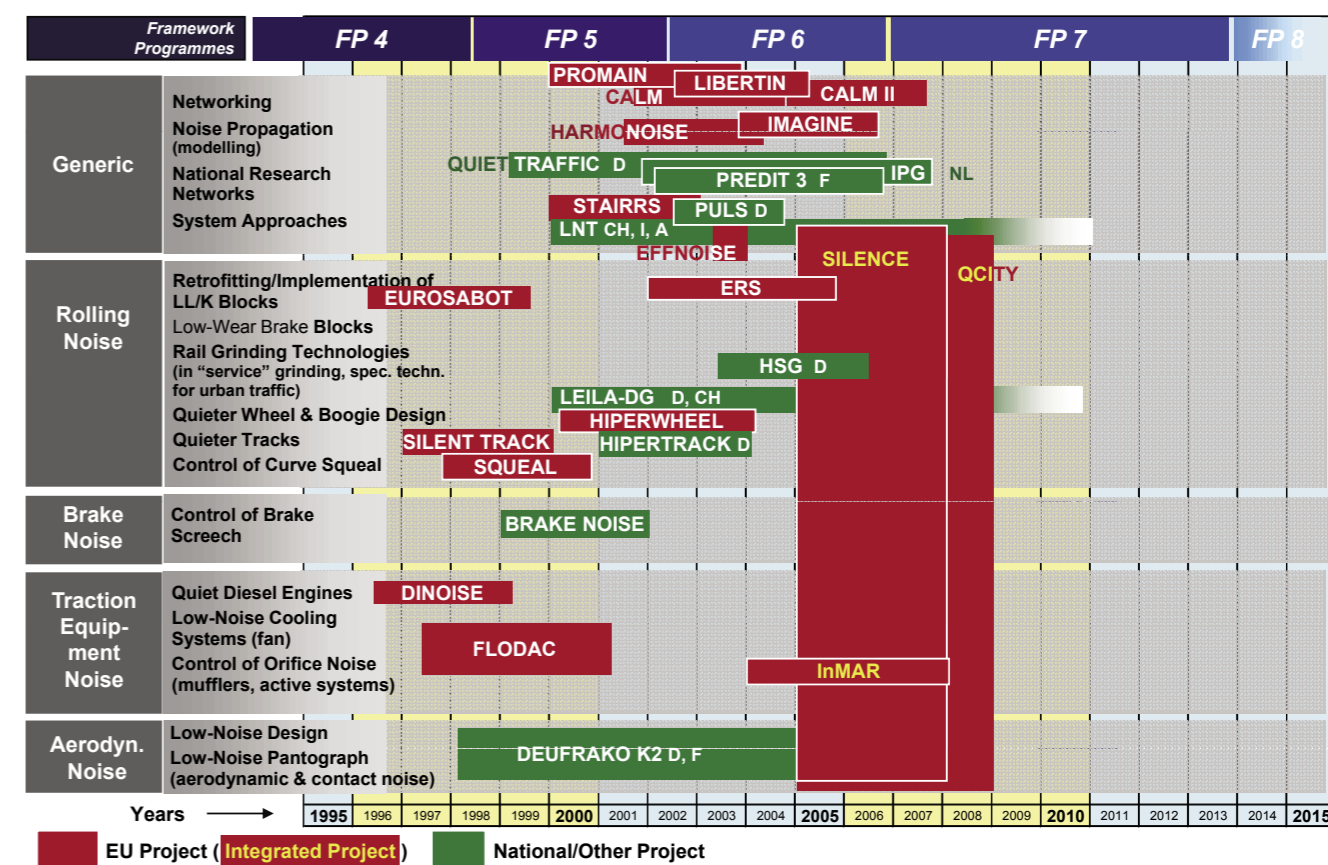 Framework
Programmes
FP 4
FP 5
FP 6
FP 7
FP 8
Generic
Networking
Noise Propagation
(modelling)
National Research
Networks
System Approaches
PROMAIN
LIBERTIN
CALM
CALM II
HARMONOISE
IMAGINE
QUIET TRAFFIC D
IPG NL
PREDIT 3 F
STAIRRS
PULS D
LNT CH, I, A
EFFNOISE
SILENCE
QCITY
Rolling
Noise
Retrofitting/Implementation of
LL/K Blocks
Low-Wear Brake Blocks
Rail Grinding Technologies
(in “service” grinding, spec. techn.
for urban traffic)
Quieter Wheel & Boogie Design
Quieter Tracks
Control of Curve Squeal
EUROSABOT
ERS
HSG D
LEILA-DG D, CH
HIPERWHEEL
SILENT TRACK
HIPERTRACK D
SQUEAL
Brake
Noise
Control of Brake
Screech
BRAKE NOISE
Traction
Equip-
ment
Noise
Quiet Diesel Engines
Low-Noise Cooling
Systems (fan)
Control of Orifice Noise
(mufflers, active systems)
DINOISE
FLODAC
InMAR
Aerodyn.
Noise
Low-Noise Design
Low-Noise Pantograph
(aerodynamic & contact noise)
DEUFRAKO K2 D, F
Years
1995 1996 1997 1998 1999 2000 2001 2002 2003 2004 2005 2006 2007 2008 2009 2010 2011 2012 2013 2014 2015
EU Project (Integrated Project)
National/Other Project